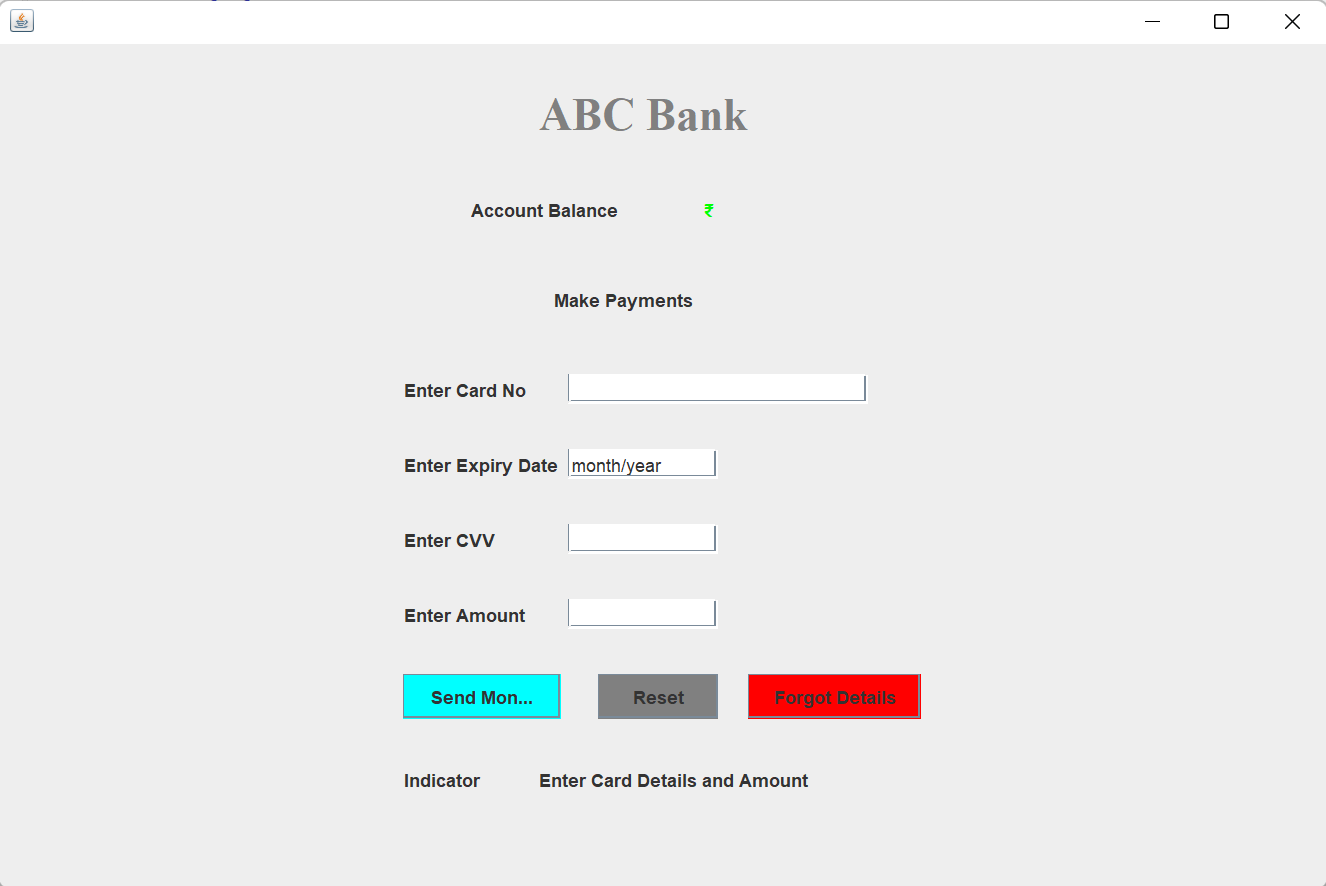 ABC Bank
Account Balance ₹
Make Payments
Enter Card No
Enter Expiry Date month/year
Enter CVV
Enter Amount
Send Mon... Reset Forgot Details
Indicator Enter Card Details and Amount